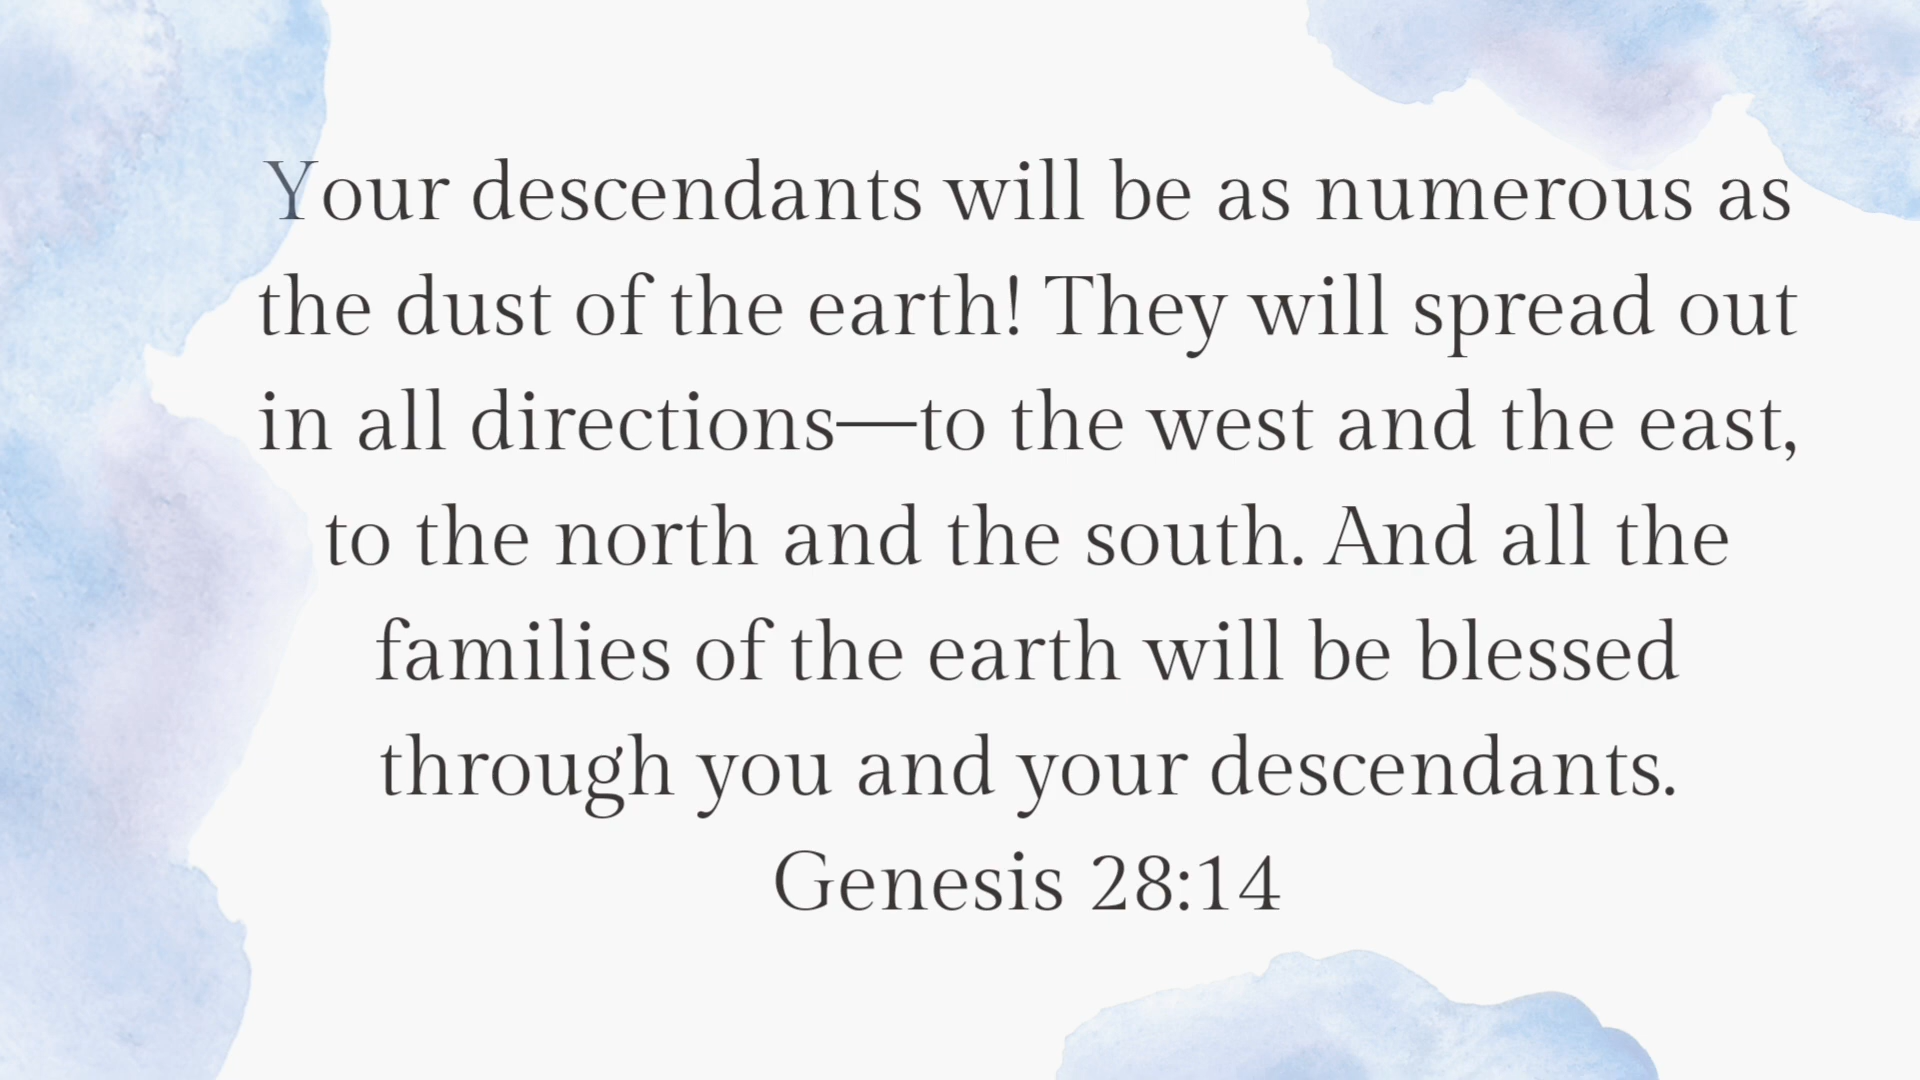 Your descendants will be as numerous as
the dust of the earth! They will spread out
in all directions—to the west and the east,
to the north and the south. And all the
families of the earth will be blessed
through you and your descendants.
Genesis 28:14